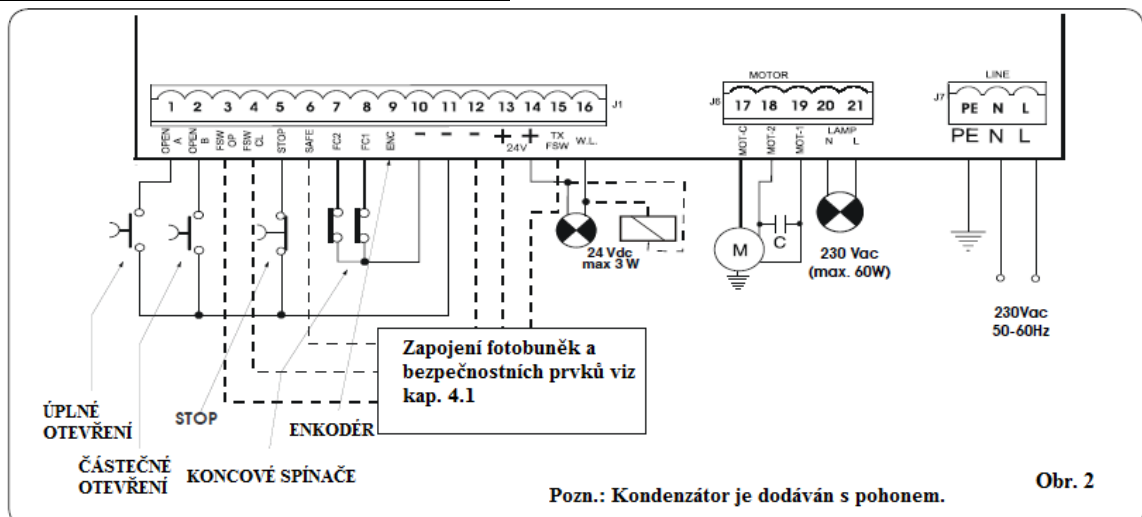 MOTOR
LINE
1 2 3 4 5 6 7 8 9 10 11 12 13 14 15 16
J1
J6
17 18 19 20 21
J7
PE N L
OPEN A
OPEN B
FSW OP
FSW CL
STOP
SAFE
FC2
FC1
ENC
–
–
–
+
+
24V
TX FSW
W.L.
MOT-C
MOT-2
MOT-1
LAMP
N L
PE N L
24 Vdc
max 3 W
M
C
230 Vac
(max. 60W)
230Vac
50-60Hz
Zapojení fotobuněk a
bezpečnostních prvků viz
kap. 4.1
ÚPLNÉ
OTEVŘENÍ
STOP
ENKODÉR
ČÁSTEČNÉ
OTEVŘENÍ
KONCOVÉ SPÍNAČE
Pozn.: Kondenzátor je dodáván s pohonem.
Obr. 2